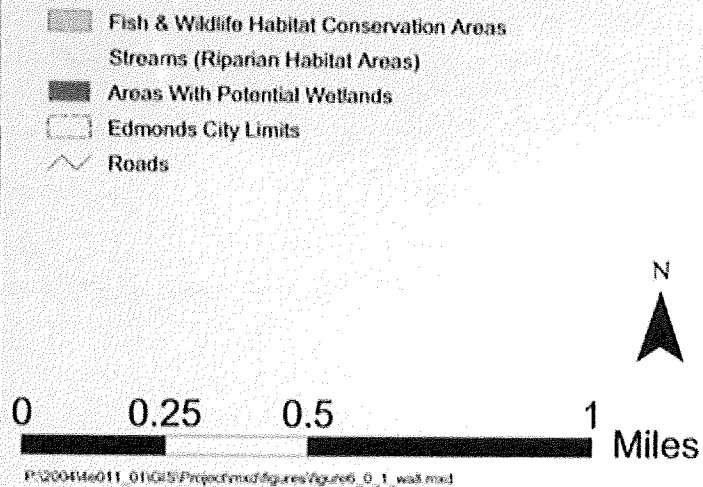 Fish & Wildlife Habitat Conservation Areas
Streams (Riparian Habitat Areas)
Areas With Potential Wetlands
Edmonds City Limits
Roads
N
0 0.25 0.5 1
Miles